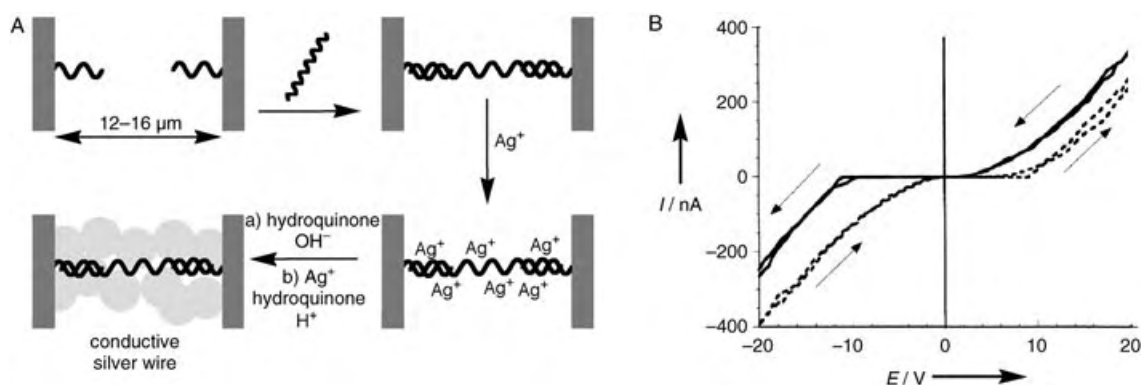 A
12–16 µm
Ag⁺
Ag⁺ Ag⁺ Ag⁺
Ag⁺ Ag⁺ Ag⁺
a) hydroquinone
OH⁻
b) Ag⁺
hydroquinone
H⁺
conductive
silver wire
B
400
200
0
-200
-400
I / nA
-20
-10
0
10
20
E / V